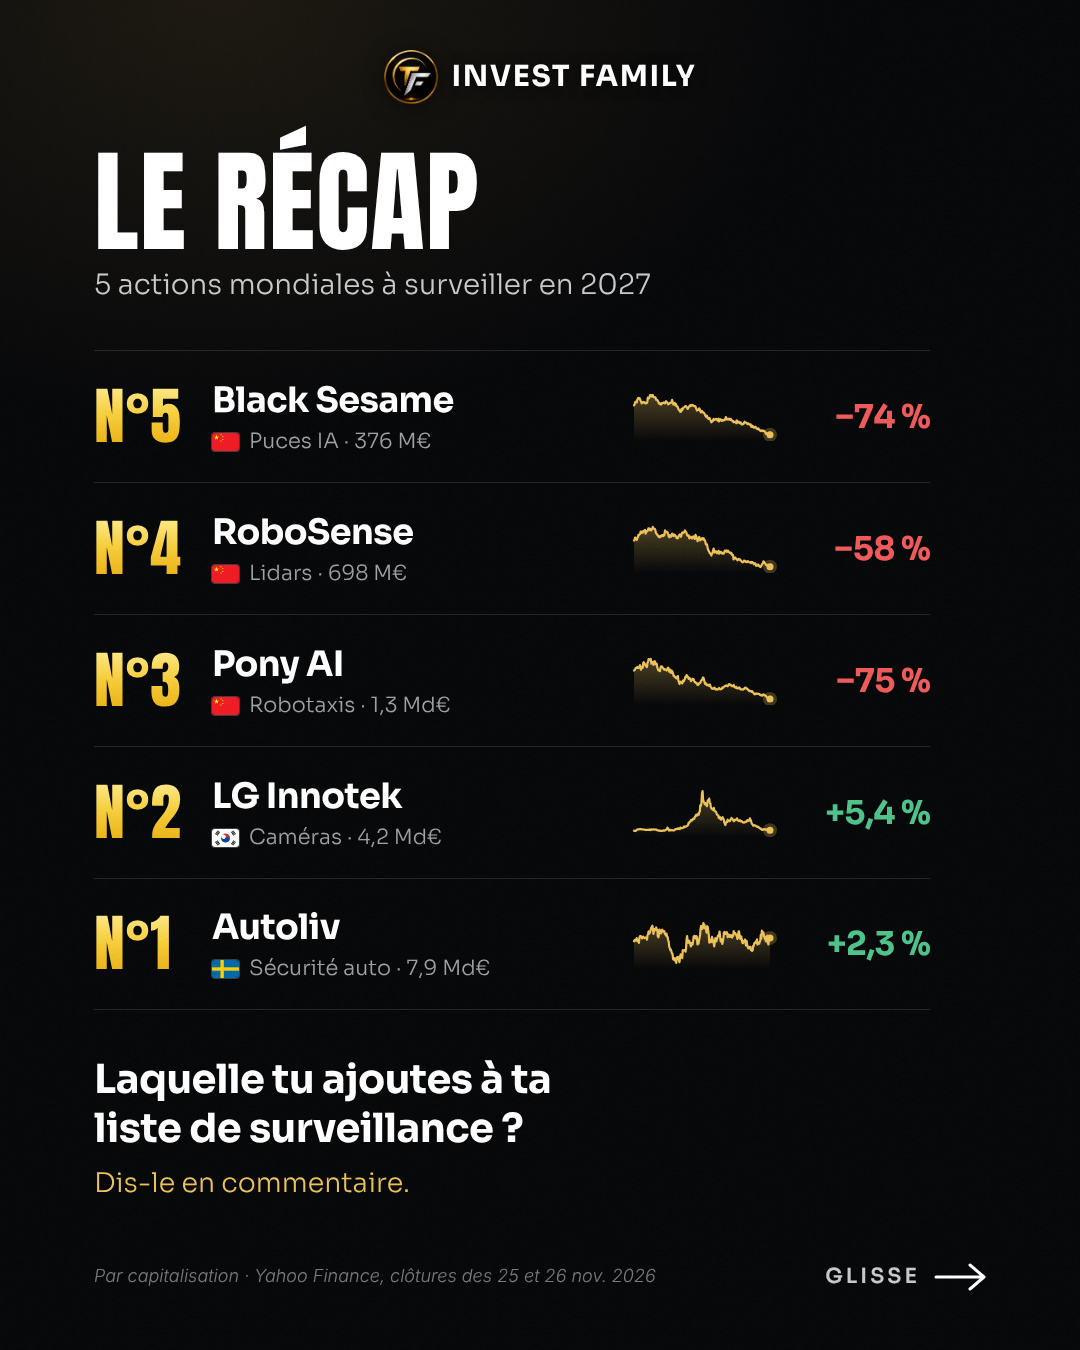 INVEST FAMILY
LE RÉCAP
5 actions mondiales à surveiller en 2027
N°5
Black Sesame
Puces IA · 376 M€
−74 %
N°4
RoboSense
Lidars · 698 M€
−58 %
N°3
Pony AI
Robotaxis · 1,3 Md€
−75 %
N°2
LG Innotek
Caméras · 4,2 Md€
+5,4 %
N°1
Autoliv
Sécurité auto · 7,9 Md€
+2,3 %
Laquelle tu ajoutes à ta
liste de surveillance ?
Dis-le en commentaire.
Par capitalisation · Yahoo Finance, clôtures des 25 et 26 nov. 2026
GLISSE